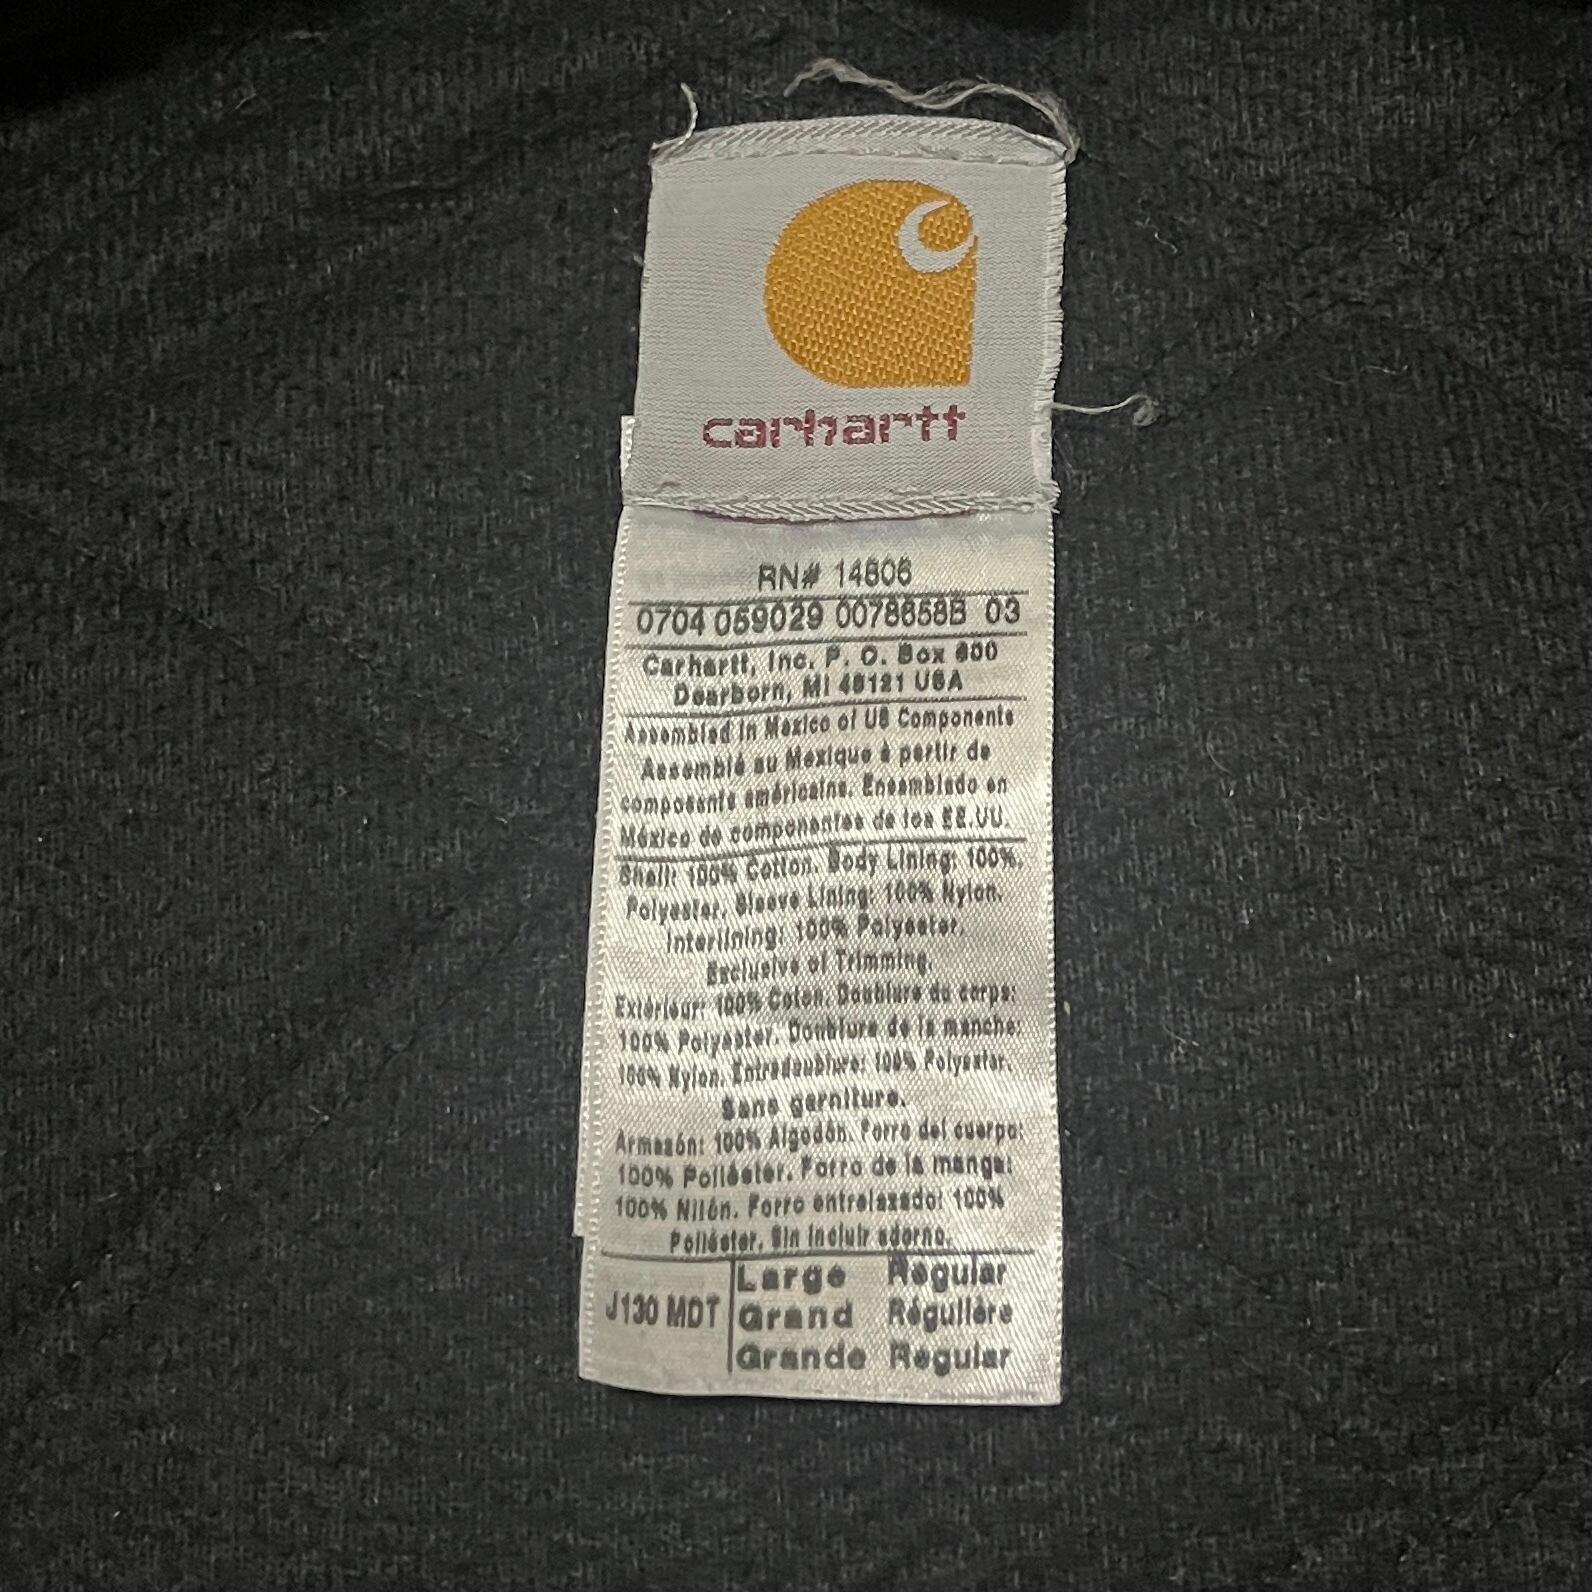 carhartt
RN# 14806
0704 059029 0078658B 03
Carhartt, Inc. P. O. Box 600
Dearborn, MI 48121 USA
Assembled in Mexico of US Components
Assemblé au Mexique à partir de
composants américains. Ensamblado en
México de componentes de los EE.UU.
Shell: 100% Cotton. Body Lining: 100%
Polyester. Sleeve Lining: 100% Nylon.
Interlining: 100% Polyester.
Exclusive of Trimming.
Extérieur: 100% Coton. Doublure du corps:
100% Polyester. Doublure de la manche:
100% Nylon. Entredoublure: 100% Polyester.
Sans garniture.
Armazón: 100% Algodón. Forro del cuerpo:
100% Poliéster. Forro de la manga:
100% Nilón. Forro entrelazado: 100%
Poliéster. Sin incluir adorno.
J130 MDT
Large Regular
Grand Régulière
Grande Regular